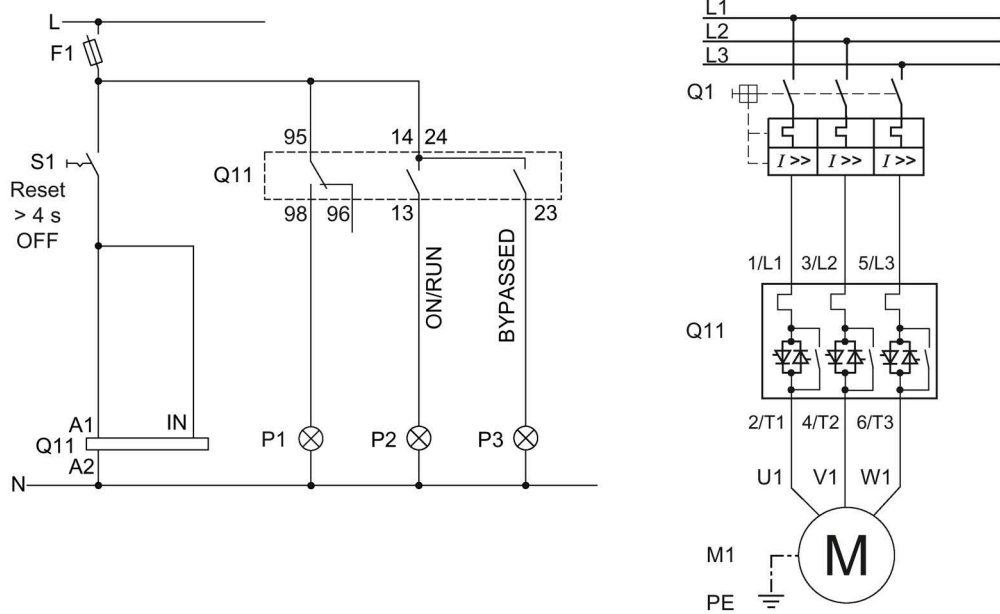 L
F1
S1
Reset
> 4 s
OFF
95
14
24
Q11
98
96
13
23
ON/RUN
BYPASSED
A1
IN
Q11
A2
P1
P2
P3
N
L1
L2
L3
Q1
I >>
I >>
I >>
1/L1
3/L2
5/L3
Q11
2/T1
4/T2
6/T3
U1
V1
W1
M1
M
PE